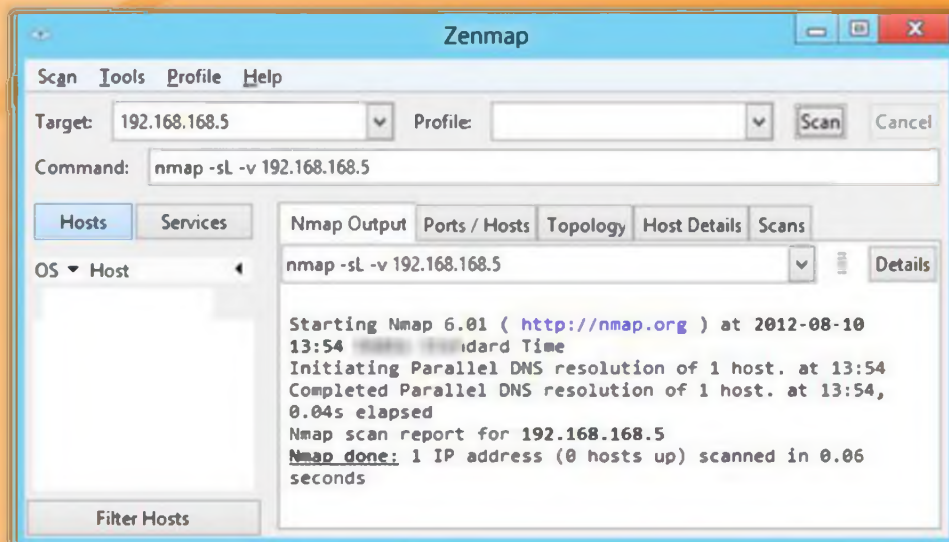 Zenmap
Scan Tools Profile Help
Target: 192.168.168.5 Profile: Scan Cancel
Command: nmap -sL -v 192.168.168.5
Hosts Services Nmap Output Ports / Hosts Topology Host Details Scans
OS Host nmap -sL -v 192.168.168.5 Details
Starting Nmap 6.01 ( http://nmap.org ) at 2012-08-10
13:54 dard Time
Initiating Parallel DNS resolution of 1 host. at 13:54
Completed Parallel DNS resolution of 1 host. at 13:54,
0.04s elapsed
Nmap scan report for 192.168.168.5
Nmap done: 1 IP address (0 hosts up) scanned in 0.06
seconds
Filter Hosts